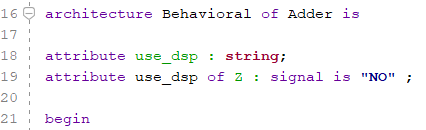 16 architecture Behavioral of Adder is
17
18 attribute use_dsp : string;
19 attribute use_dsp of Z : signal is "NO" ;
20
21 begin